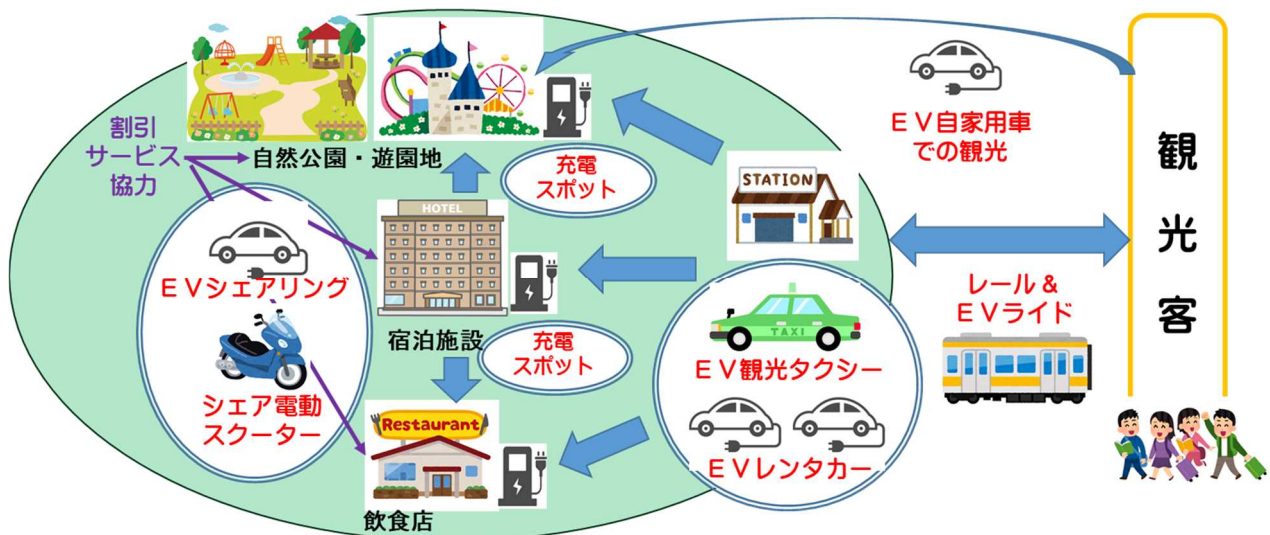 割引
サービス
協力
自然公園・遊園地
充電
スポット
STATION
ＥＶ自家用車
での観光
観光客
HOTEL
ＥＶシェアリング
宿泊施設
充電
スポット
TAXI
ＥＶ観光タクシー
レール＆
ＥＶライド
シェア電動
スクーター
Restaurant
ＥＶレンタカー
飲食店